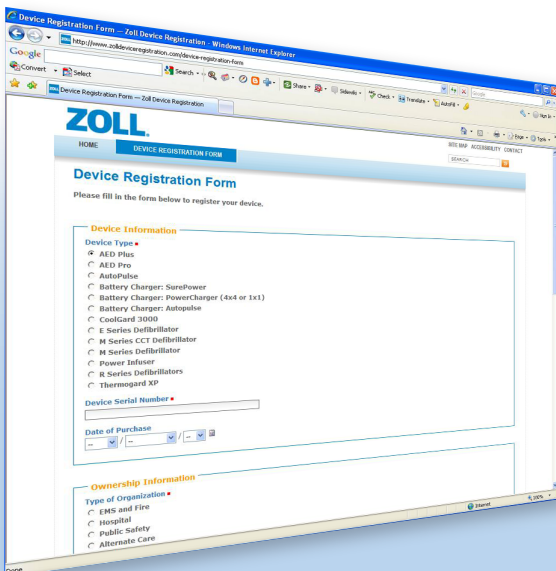 Device Registration Form — Zoll Device Registration - Windows Internet Explorer
http://www.zolldeviceregistration.com/device-registration-form
Google
Search
Share
Sidewiki
Check
Translate
AutoFill
Convert
Select
Device Registration Form — Zoll Device Registration
Page
Tools
ZOLL.
SITE MAP ACCESSIBILITY CONTACT
HOME
DEVICE REGISTRATION FORM
SEARCH
Device Registration Form
Please fill in the form below to register your device.
Device Information
Device Type
AED Plus
AED Pro
AutoPulse
Battery Charger: SurePower
Battery Charger: PowerCharger (4x4 or 1x1)
Battery Charger: Autopulse
CoolGard 3000
E Series Defibrillator
M Series CCT Defibrillator
M Series Defibrillator
Power Infuser
R Series Defibrillators
Thermogard XP
Device Serial Number
Date of Purchase
-- / -- / --
Ownership Information
Type of Organization
EMS and Fire
Hospital
Public Safety
Alternate Care
Internet
100%
Done